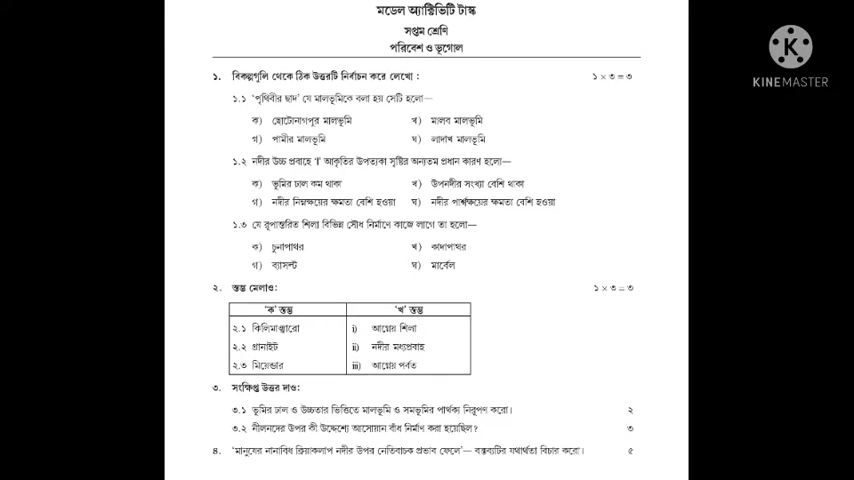 মডেল অ্যাক্টিভিটি টাস্ক
সপ্তম শ্রেণি
পরিবেশ ও ভূগোল
১. বিকল্পগুলি থেকে ঠিক উত্তরটি নির্বাচন করে লেখো : ১ × ৩ = ৩
১.১ ‘পৃথিবীর ছাদ’ যে মালভূমিকে বলা হয় সেটি হলো—
ক) ছোটোনাগপুর মালভূমি খ) মালব মালভূমি
গ) পামীর মালভূমি ঘ) লাদাখ মালভূমি
১.২ নদীর উচ্চ প্রবাহে ‘I’ আকৃতির উপত্যকা সৃষ্টির অন্যতম প্রধান কারণ হলো—
ক) ভূমির ঢাল কম থাকা খ) উপনদীর সংখ্যা বেশি থাকা
গ) নদীর নিম্নক্ষয়ের ক্ষমতা বেশি হওয়া ঘ) নদীর পার্শ্বক্ষয়ের ক্ষমতা বেশি হওয়া
১.৩ যে রূপান্তরিত শিলা বিভিন্ন সৌধ নির্মাণে কাজে লাগে তা হলো—
ক) চুনাপাথর খ) কাদাপাথর
গ) ব্যাসল্ট ঘ) মার্বেল
২. স্তম্ভ মেলাও: ১ × ৩ = ৩
‘ক’ স্তম্ভ ‘খ’ স্তম্ভ
২.১ কিলিমাঞ্জারো i) আগ্নেয় শিলা
২.২ গ্রানাইট ii) নদীর মধ্যপ্রবাহ
২.৩ মিয়েন্ডার iii) আগ্নেয় পর্বত
৩. সংক্ষিপ্ত উত্তর দাও:
৩.১ ভূমির ঢাল ও উচ্চতার ভিত্তিতে মালভূমি ও সমভূমির পার্থক্য নিরূপণ করো। ২
৩.২ নীলনদের উপর কী উদ্দেশ্যে আসোয়ান বাঁধ নির্মাণ করা হয়েছিল? ৩
৪. ‘মানুষের নানাবিধ ক্রিয়াকলাপ নদীর উপর নেতিবাচক প্রভাব ফেলে’— বক্তব্যটির যথার্থতা বিচার করো। ৫
K
KINEMASTER